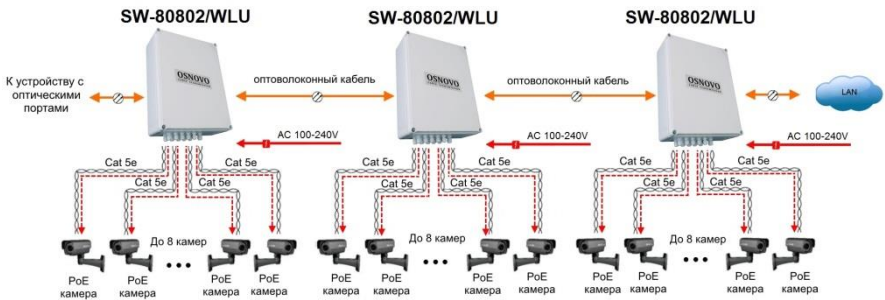 SW-80802/WLU
SW-80802/WLU
SW-80802/WLU
OSNOVO
OSNOVO
OSNOVO
К устройству с
оптическими
портами
оптоволоконный кабель
оптоволоконный кабель
LAN
AC 100-240V
AC 100-240V
AC 100-240V
Cat 5e
Cat 5e
Cat 5e
Cat 5e
Cat 5e
Cat 5e
Cat 5e
Cat 5e
Cat 5e
Cat 5e
Cat 5e
Cat 5e
До 8 камер
До 8 камер
До 8 камер
PoE
камера
PoE
камера
PoE
камера
PoE
камера
PoE
камера
PoE
камера
PoE
камера
PoE
камера
PoE
камера
PoE
камера
PoE
камера
PoE
камера